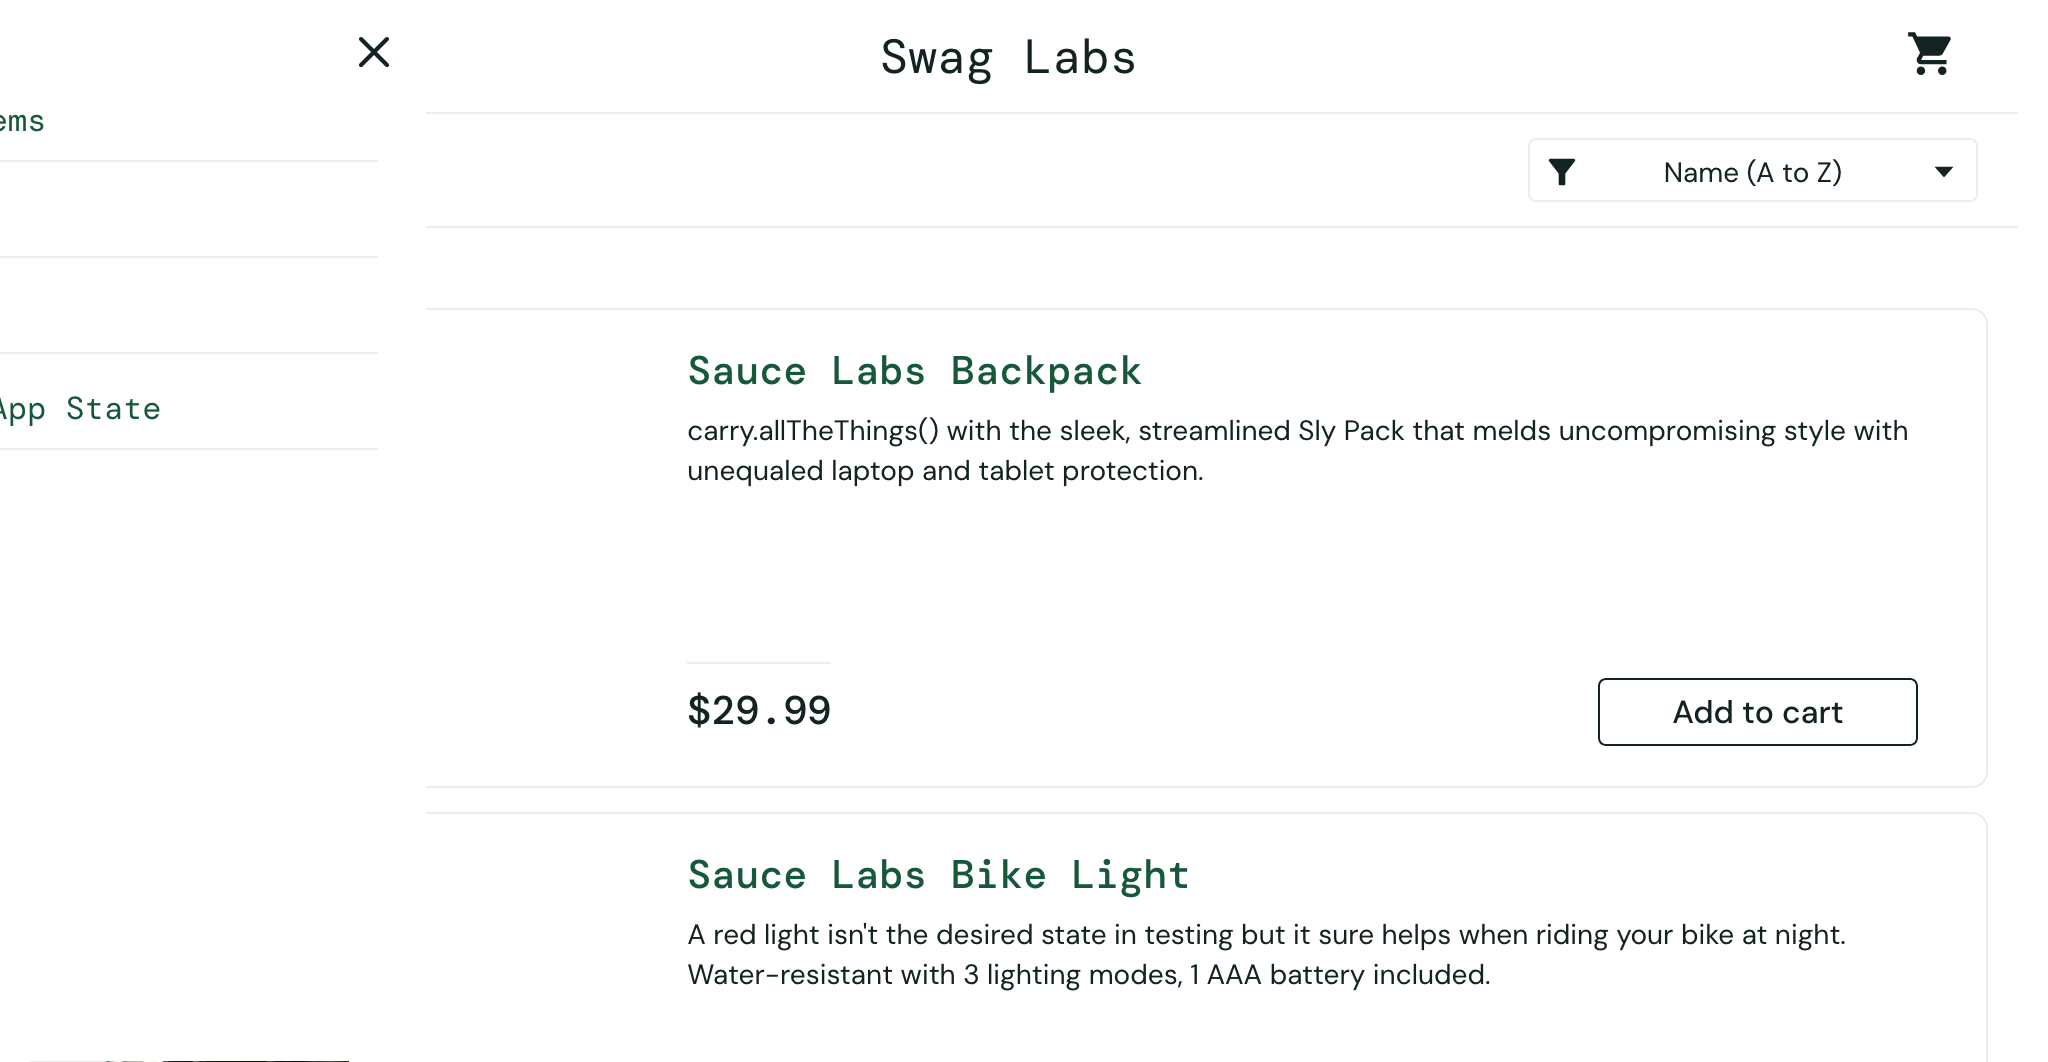 Swag Labs
ems
Name (A to Z)
App State
Sauce Labs Backpack
carry.allTheThings() with the sleek, streamlined Sly Pack that melds uncompromising style with
unequaled laptop and tablet protection.
$29.99
Add to cart
Sauce Labs Bike Light
A red light isn't the desired state in testing but it sure helps when riding your bike at night.
Water-resistant with 3 lighting modes, 1 AAA battery included.